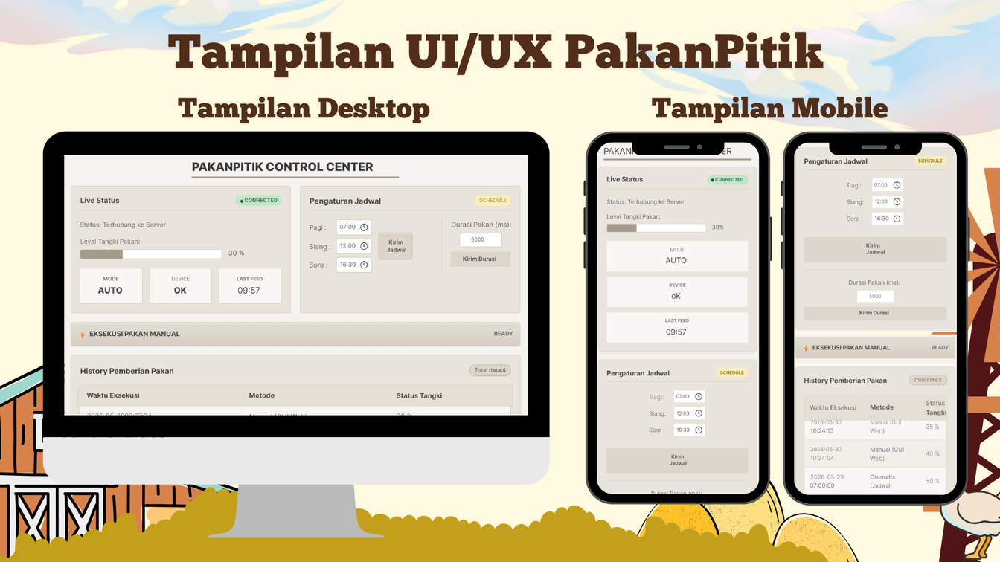 Tampilan UI/UX PakanPitik
Tampilan Desktop
PAKANPITIK CONTROL CENTER
Live Status
CONNECTED
Status: Terhubung ke Server
Level Tangki Pakan:
30 %
MODE
AUTO
DEVICE
OK
LAST FEED
09:57
Pengaturan Jadwal
SCHEDULE
Pagi :
07:00
Siang :
12:00
Sore :
16:30
Kirim
Jadwal
Durasi Pakan (ms):
5000
Kirim Durasi
EKSEKUSI PAKAN MANUAL
READY
History Pemberian Pakan
Total data:4
Waktu Eksekusi
Metode
Status Tangki
Tampilan Mobile
Live Status
CONNECTED
Status: Terhubung ke Server
Level Tangki Pakan:
30%
MODE
AUTO
DEVICE
oK
LAST FEED
09:57
Pengaturan Jadwal
SCHEDULE
Pagi:
07:00
Siang:
12:00
Sore :
16:30
Kirim
Jadwal
Durasi Pakan (ms):
Pengaturan Jadwal
SCHEDULE
Pagi:
07:00
Siang:
12:00
Sore :
16:30
Kirim
Jadwal
Durasi Pakan (ms):
5000
Kirim Durasi
EKSEKUSI PAKAN MANUAL
READY
History Pemberian Pakan
Total data:3
Waktu Eksekusi
Metode
Status
Tangki
2026-05-30
10:24:13
Manual (GUI
Web)
35 %
2026-05-30
10:24:04
Manual (GUI
Web)
40 %
2026-05-29
07:00:00
Otomatis
(Jadwal)
50 %